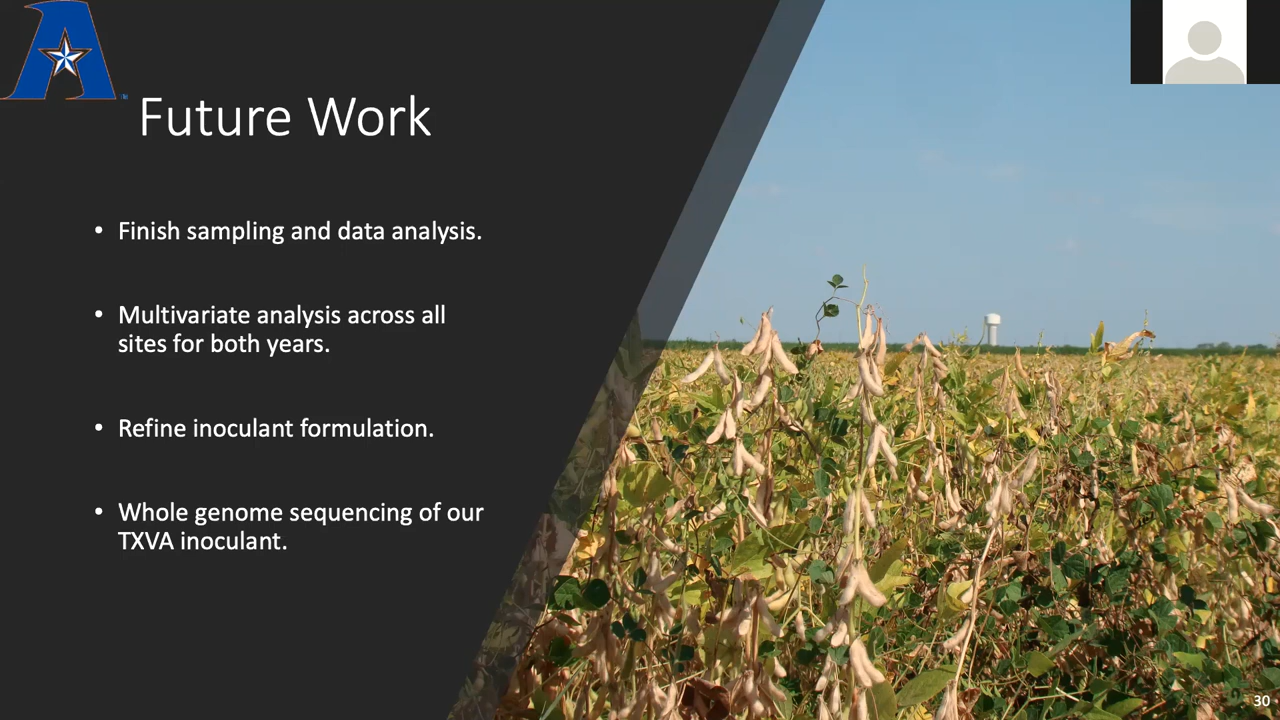 Future Work
• Finish sampling and data analysis.
• Multivariate analysis across all
sites for both years.
• Refine inoculant formulation.
• Whole genome sequencing of our
TXVA inoculant.
30